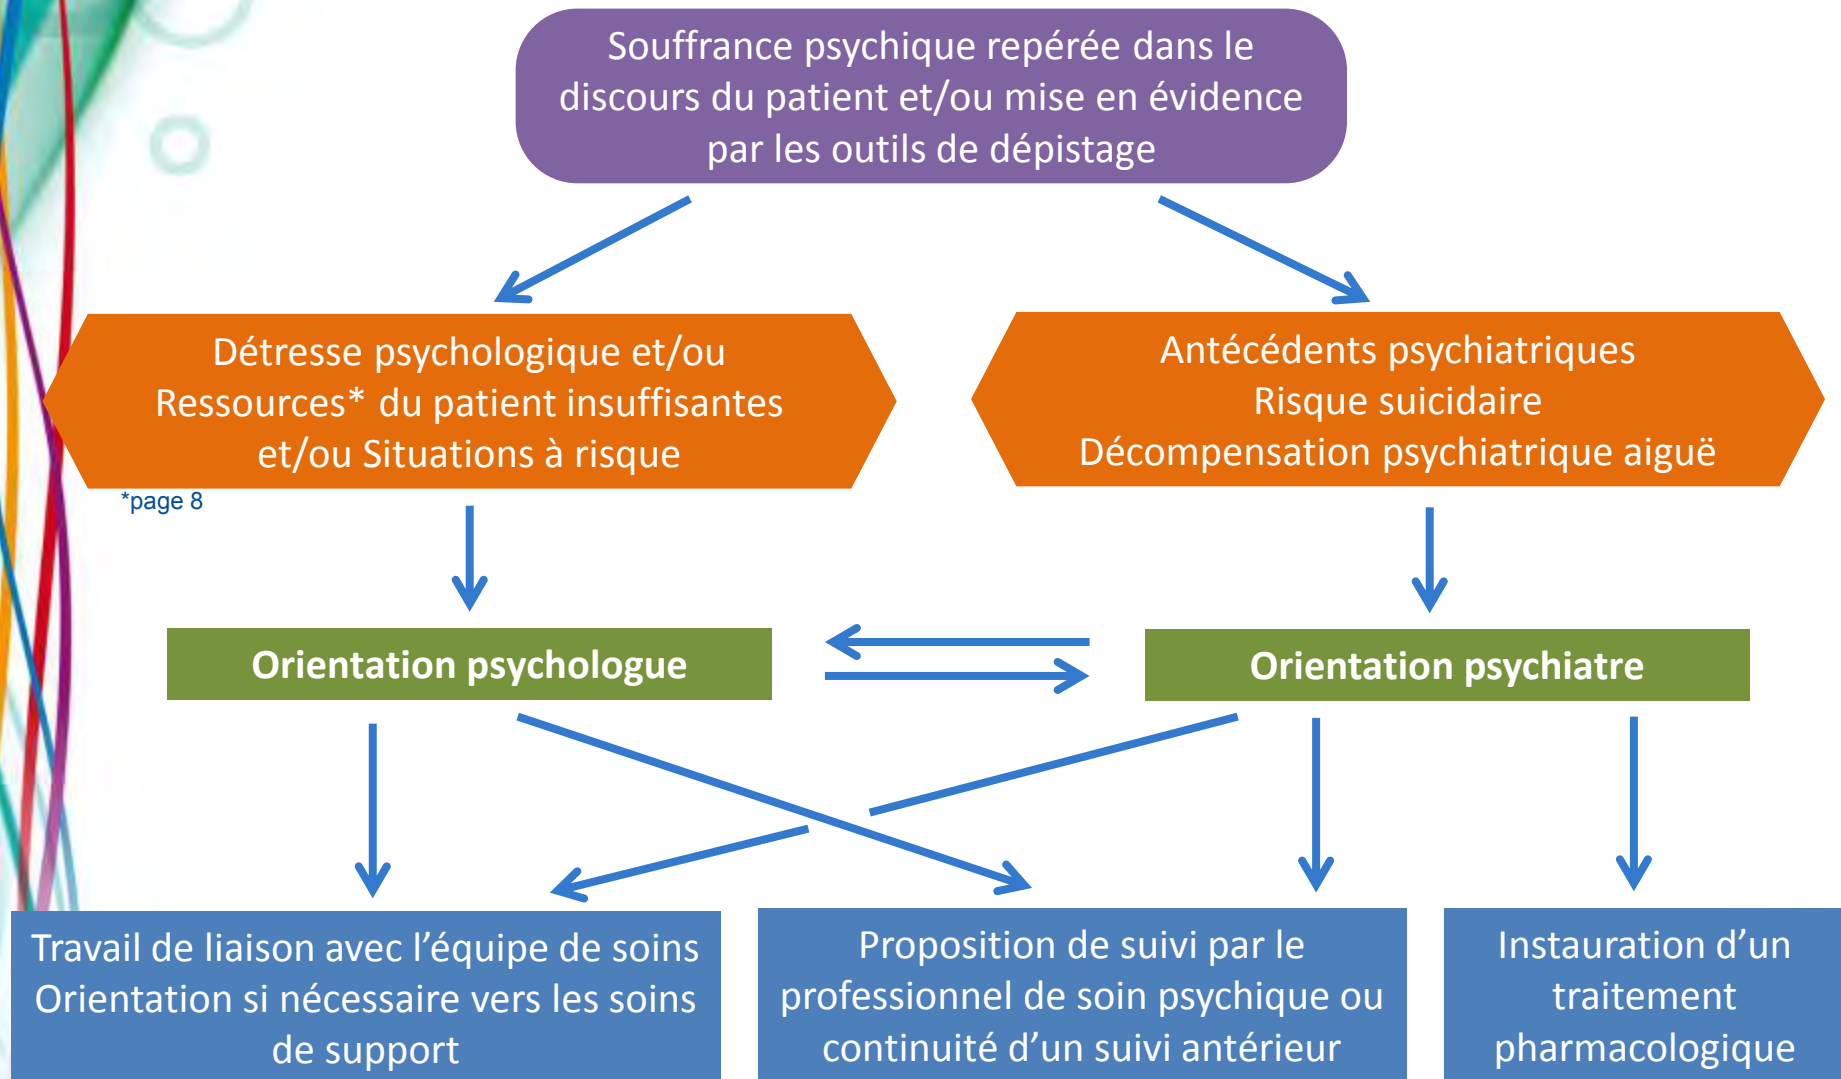 Souffrance psychique repérée dans le
discours du patient et/ou mise en évidence
par les outils de dépistage
Détresse psychologique et/ou
Ressources* du patient insuffisantes
et/ou Situations à risque
*page 8
Antécédents psychiatriques
Risque suicidaire
Décompensation psychiatrique aiguë
Orientation psychologue
Orientation psychiatre
Travail de liaison avec l’équipe de soins
Orientation si nécessaire vers les soins
de support
Proposition de suivi par le
professionnel de soin psychique ou
continuité d’un suivi antérieur
Instauration d’un
traitement
pharmacologique